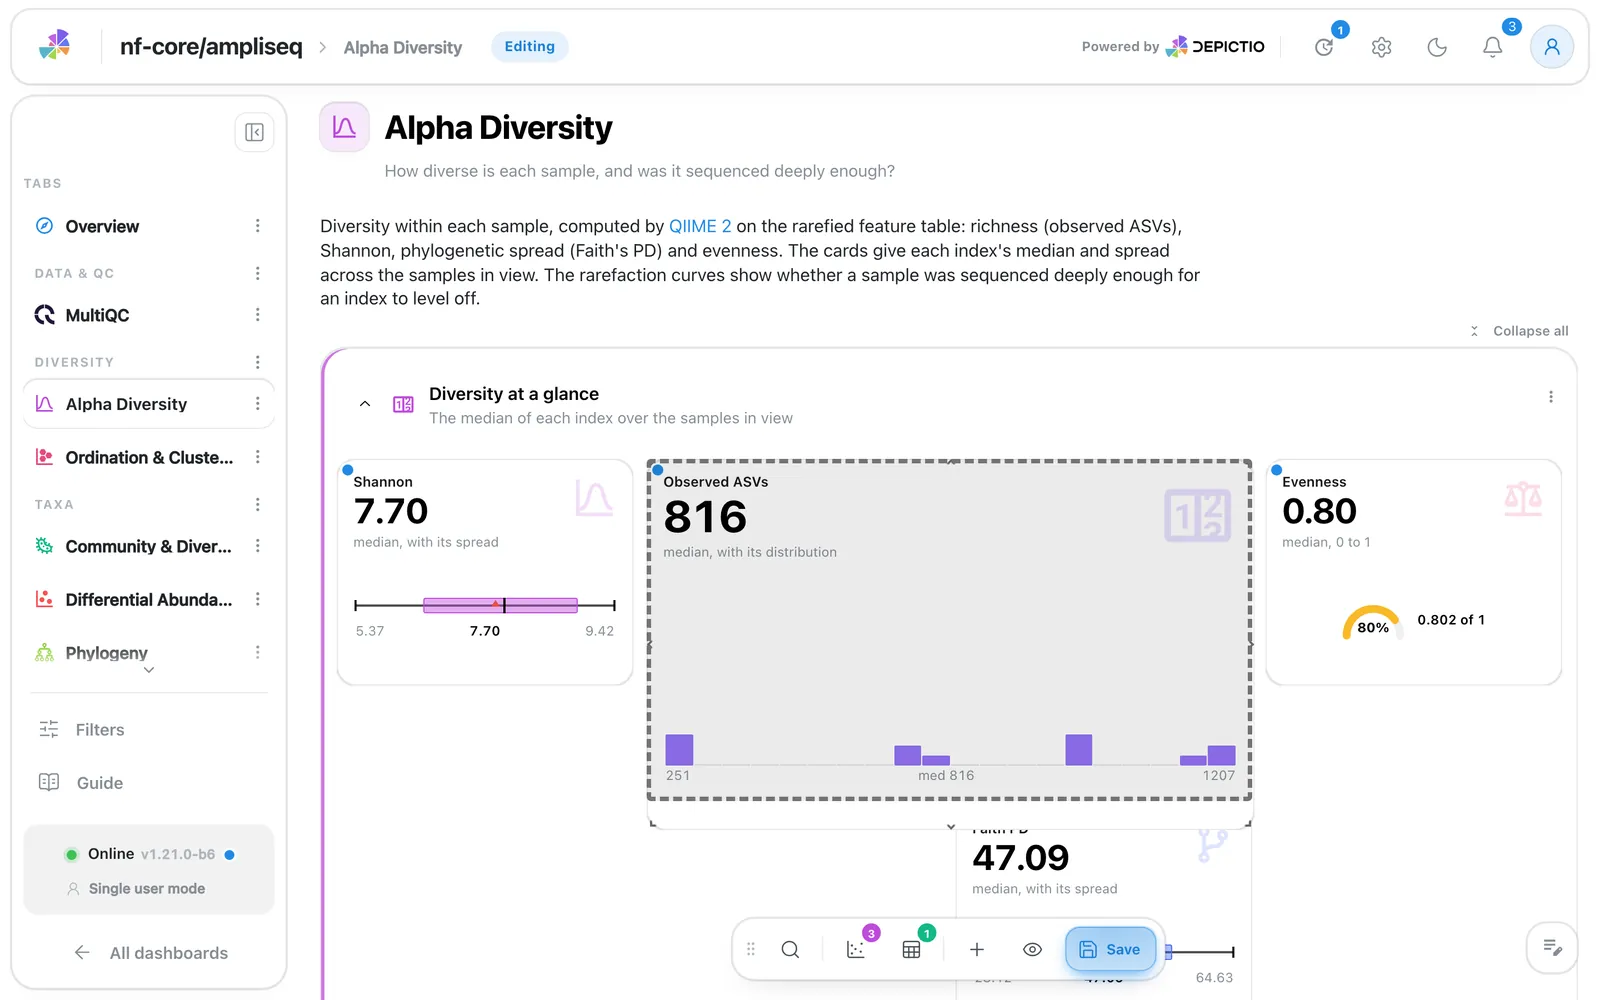 nf-core/ampliseq
Alpha Diversity
Editing
Powered by DEPICTIO
1
3
TABS
Overview
DATA & QC
MultiQC
DIVERSITY
Alpha Diversity
Ordination & Cluste...
TAXA
Community & Diver...
Differential Abunda...
Phylogeny
Filters
Guide
Online v1.21.0-b6
Single user mode
All dashboards
Alpha Diversity
How diverse is each sample, and was it sequenced deeply enough?
Diversity within each sample, computed by QIIME 2 on the rarefied feature table: richness (observed ASVs),
Shannon, phylogenetic spread (Faith's PD) and evenness. The cards give each index's median and spread
across the samples in view. The rarefaction curves show whether a sample was sequenced deeply enough for
an index to level off.
Collapse all
Diversity at a glance
The median of each index over the samples in view
Shannon
7.70
median, with its spread
5.37 7.70 9.42
Observed ASVs
816
median, with its distribution
251 med 816 1207
Evenness
0.80
median, 0 to 1
80% 0.802 of 1
Faith PD
47.09
median, with its spread
64.63
3
1
Save